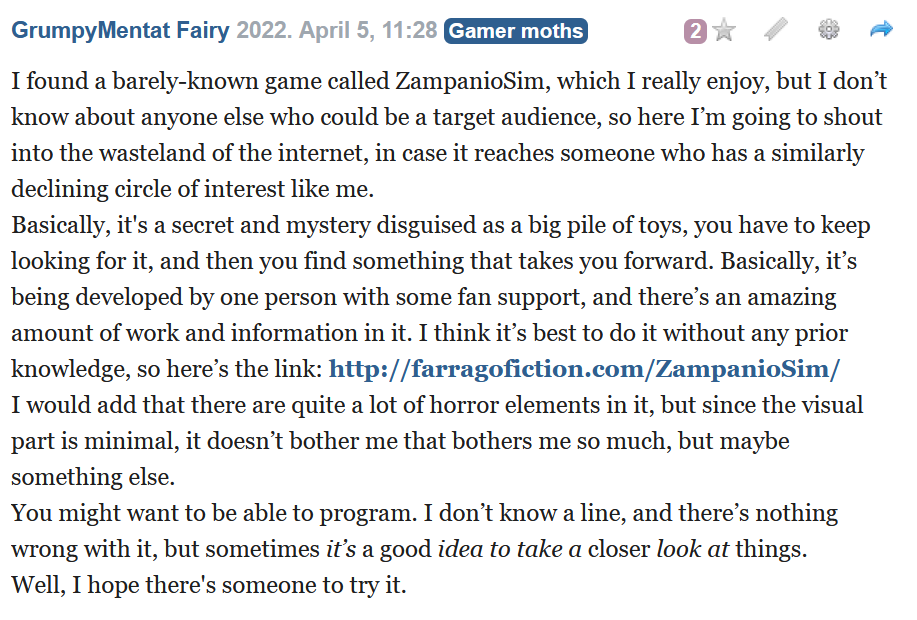 GrumpyMentat Fairy 2022. April 5, 11:28 Gamer moths 2
I found a barely-known game called ZampanioSim, which I really enjoy, but I don’t
know about anyone else who could be a target audience, so here I’m going to shout
into the wasteland of the internet, in case it reaches someone who has a similarly
declining circle of interest like me.
Basically, it's a secret and mystery disguised as a big pile of toys, you have to keep
looking for it, and then you find something that takes you forward. Basically, it’s
being developed by one person with some fan support, and there’s an amazing
amount of work and information in it. I think it’s best to do it without any prior
knowledge, so here’s the link: http://farragofiction.com/ZampanioSim/
I would add that there are quite a lot of horror elements in it, but since the visual
part is minimal, it doesn’t bother me that bothers me so much, but maybe
something else.
You might want to be able to program. I don’t know a line, and there’s nothing
wrong with it, but sometimes it’s a good idea to take a closer look at things.
Well, I hope there's someone to try it.